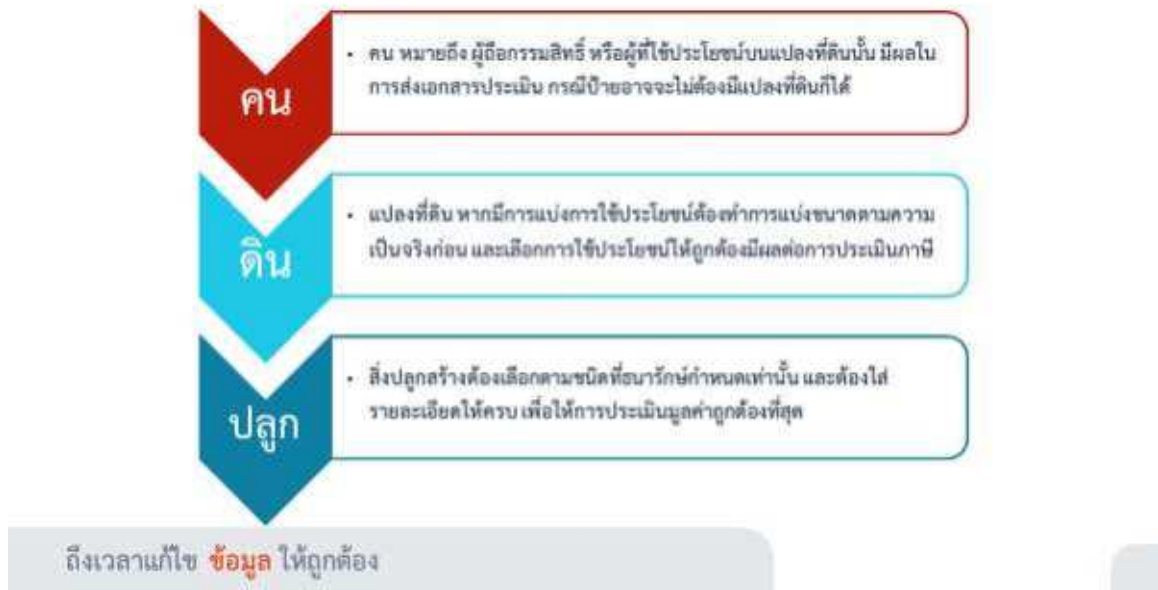 คน
• คน หมายถึง ผู้ถือกรรมสิทธิ์ หรือผู้ที่ใช้ประโยชน์บนแปลงที่ดินนั้น มีผลใน
การส่งเอกสารประเมิน กรณีป้ายอาจจะไม่ต้องมีแปลงที่ดินก็ได้
ดิน
• แปลงที่ดิน หากมีการแบ่งการใช้ประโยชน์ต้องทำการแบ่งขนาดตามความ
เป็นจริงก่อน และเลือกการใช้ประโยชน์ให้ถูกต้องมีผลต่อการประเมินภาษี
ปลูก
• สิ่งปลูกสร้างต้องเลือกตามชนิดที่ธนารักษ์กำหนดเท่านั้น และต้องใส่
รายละเอียดให้ครบ เพื่อให้การประเมินมูลค่าถูกต้องที่สุด
ถึงเวลาแก้ไข ข้อมูล ให้ถูกต้อง